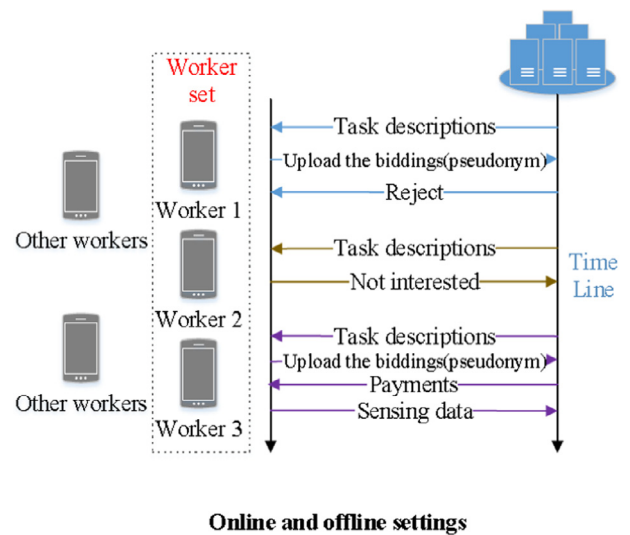 Worker
set
Task descriptions
Upload the biddings(pseudonym)
Reject
Worker 1
Other workers
Task descriptions
Not interested
Time
Line
Worker 2
Task descriptions
Upload the biddings(pseudonym)
Payments
Sensing data
Other workers
Worker 3
Online and offline settings